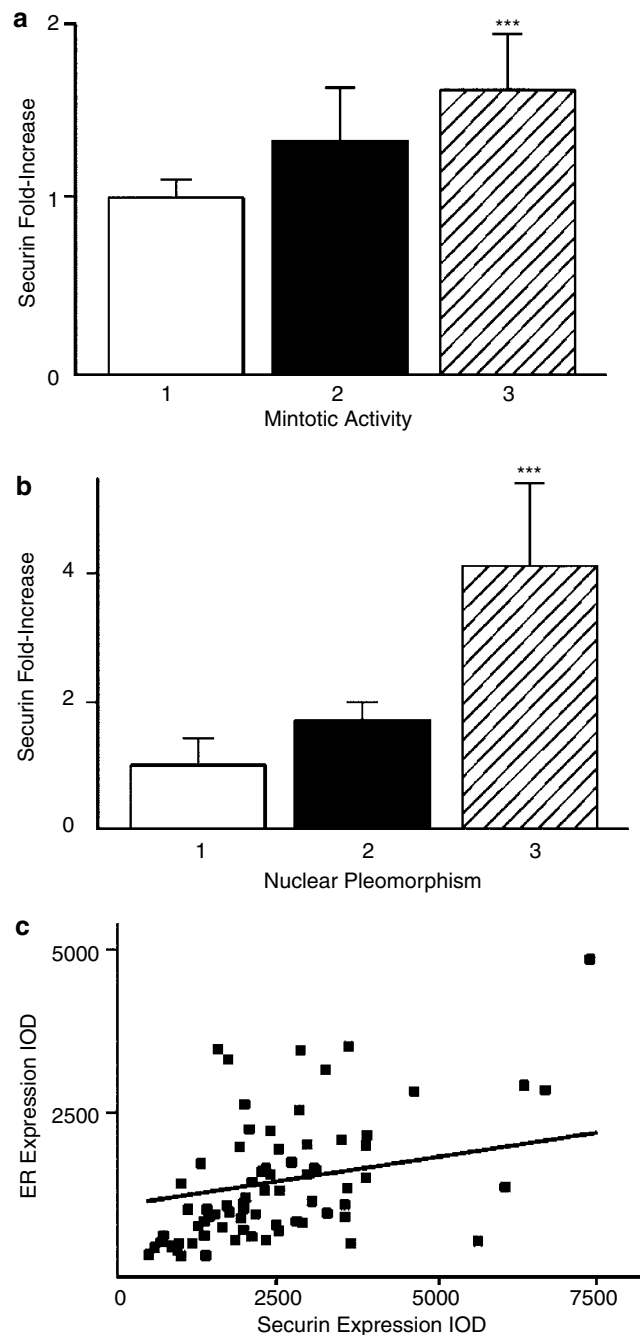 a
2
***
Securin Fold-Increase
1
0
1 2 3
Mintotic Activity
b
***
Securin Fold-Increase
4
2
0
1 2 3
Nuclear Pleomorphism
c
5000
ER Expression IOD
2500
0 2500 5000 7500
Securin Expression IOD